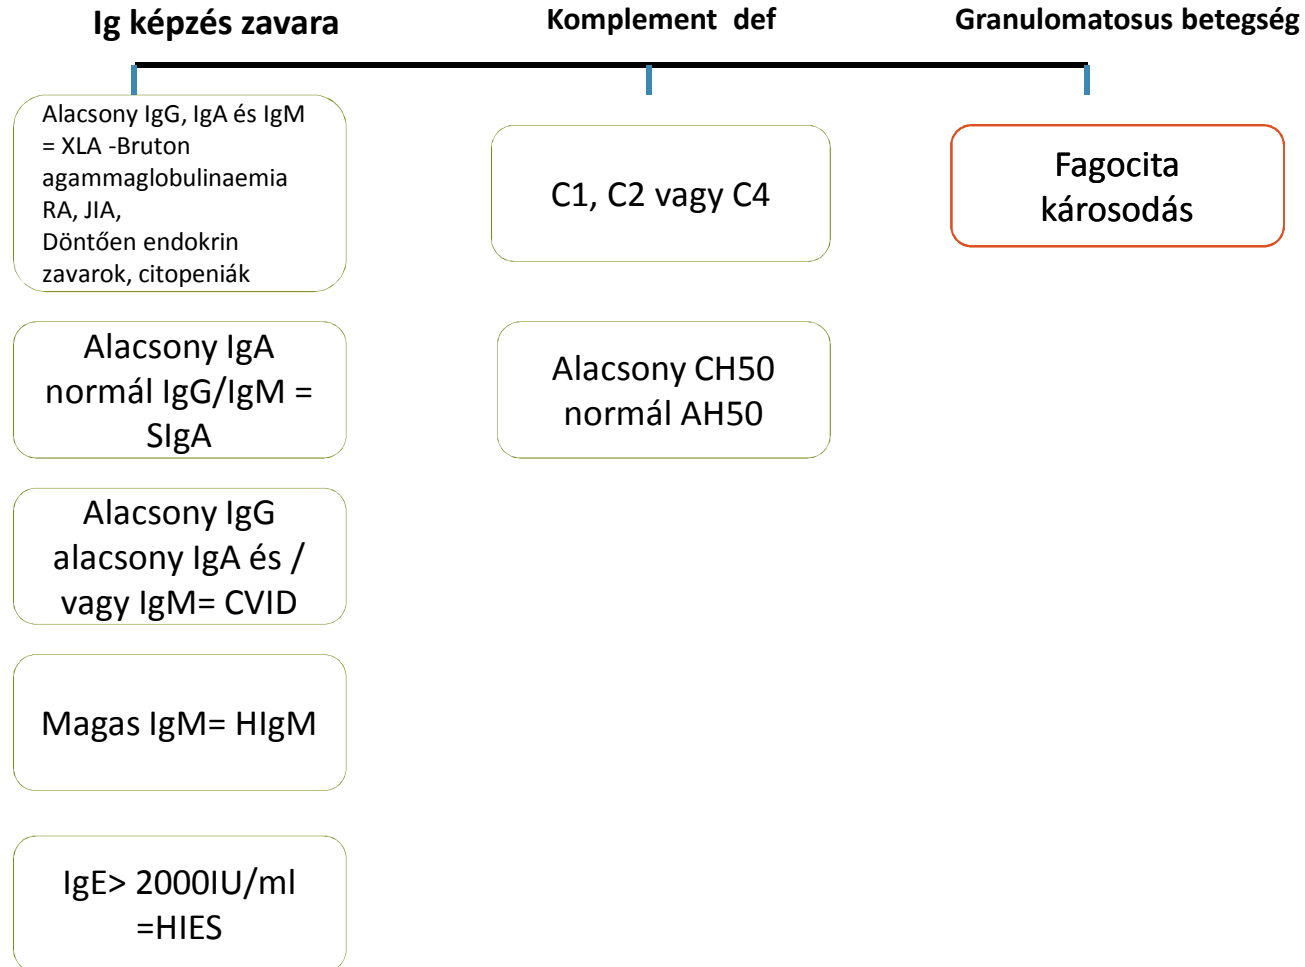 Ig képzés zavara
Komplement def
Granulomatosus betegség
Alacsony IgG, IgA és IgM
= XLA -Bruton
agammaglobulinaemia
RA, JIA,
Döntően endokrin
zavarok, citopeniák
Alacsony IgA
normál IgG/IgM =
SIgA
Alacsony IgG
alacsony IgA és /
vagy IgM= CVID
Magas IgM= HIgM
IgE> 2000IU/ml
=HIES
C1, C2 vagy C4
Alacsony CH50
normál AH50
Fagocita
károsodás